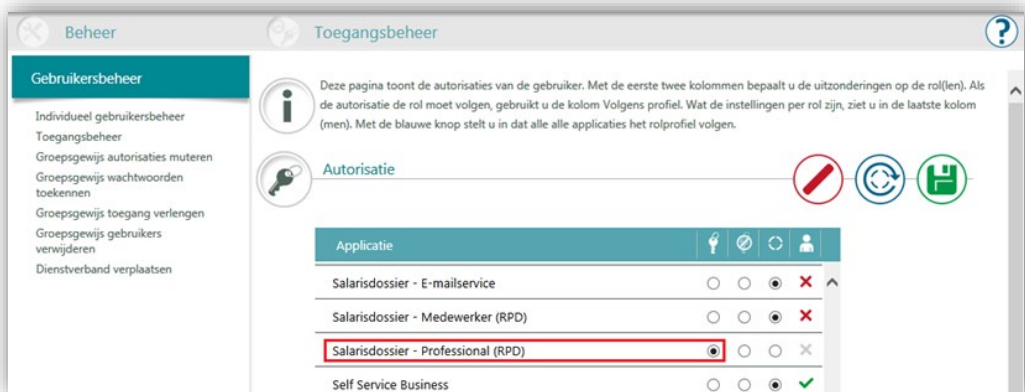 Beheer
Toegangsbeheer
?
Gebruikersbeheer
Individueel gebruikersbeheer
Toegangsbeheer
Groepsgewijs autorisaties muteren
Groepsgewijs wachtwoorden
toekennen
Groepsgewijs toegang verlengen
Groepsgewijs gebruikers
verwijderen
Dienstverband verplaatsen
Deze pagina toont de autorisaties van de gebruiker. Met de eerste twee kolommen bepaalt u de uitzonderingen op de rol(len). Als
de autorisatie de rol moet volgen, gebruikt u de kolom Volgens profiel. Wat de instellingen per rol zijn, ziet u in de laatste kolom
(men). Met de blauwe knop stelt u in dat alle alle applicaties het rolprofiel volgen.
Autorisatie
Applicatie
Salarisdossier - E-mailservice
Salarisdossier - Medewerker (RPD)
Salarisdossier - Professional (RPD)
Self Service Business